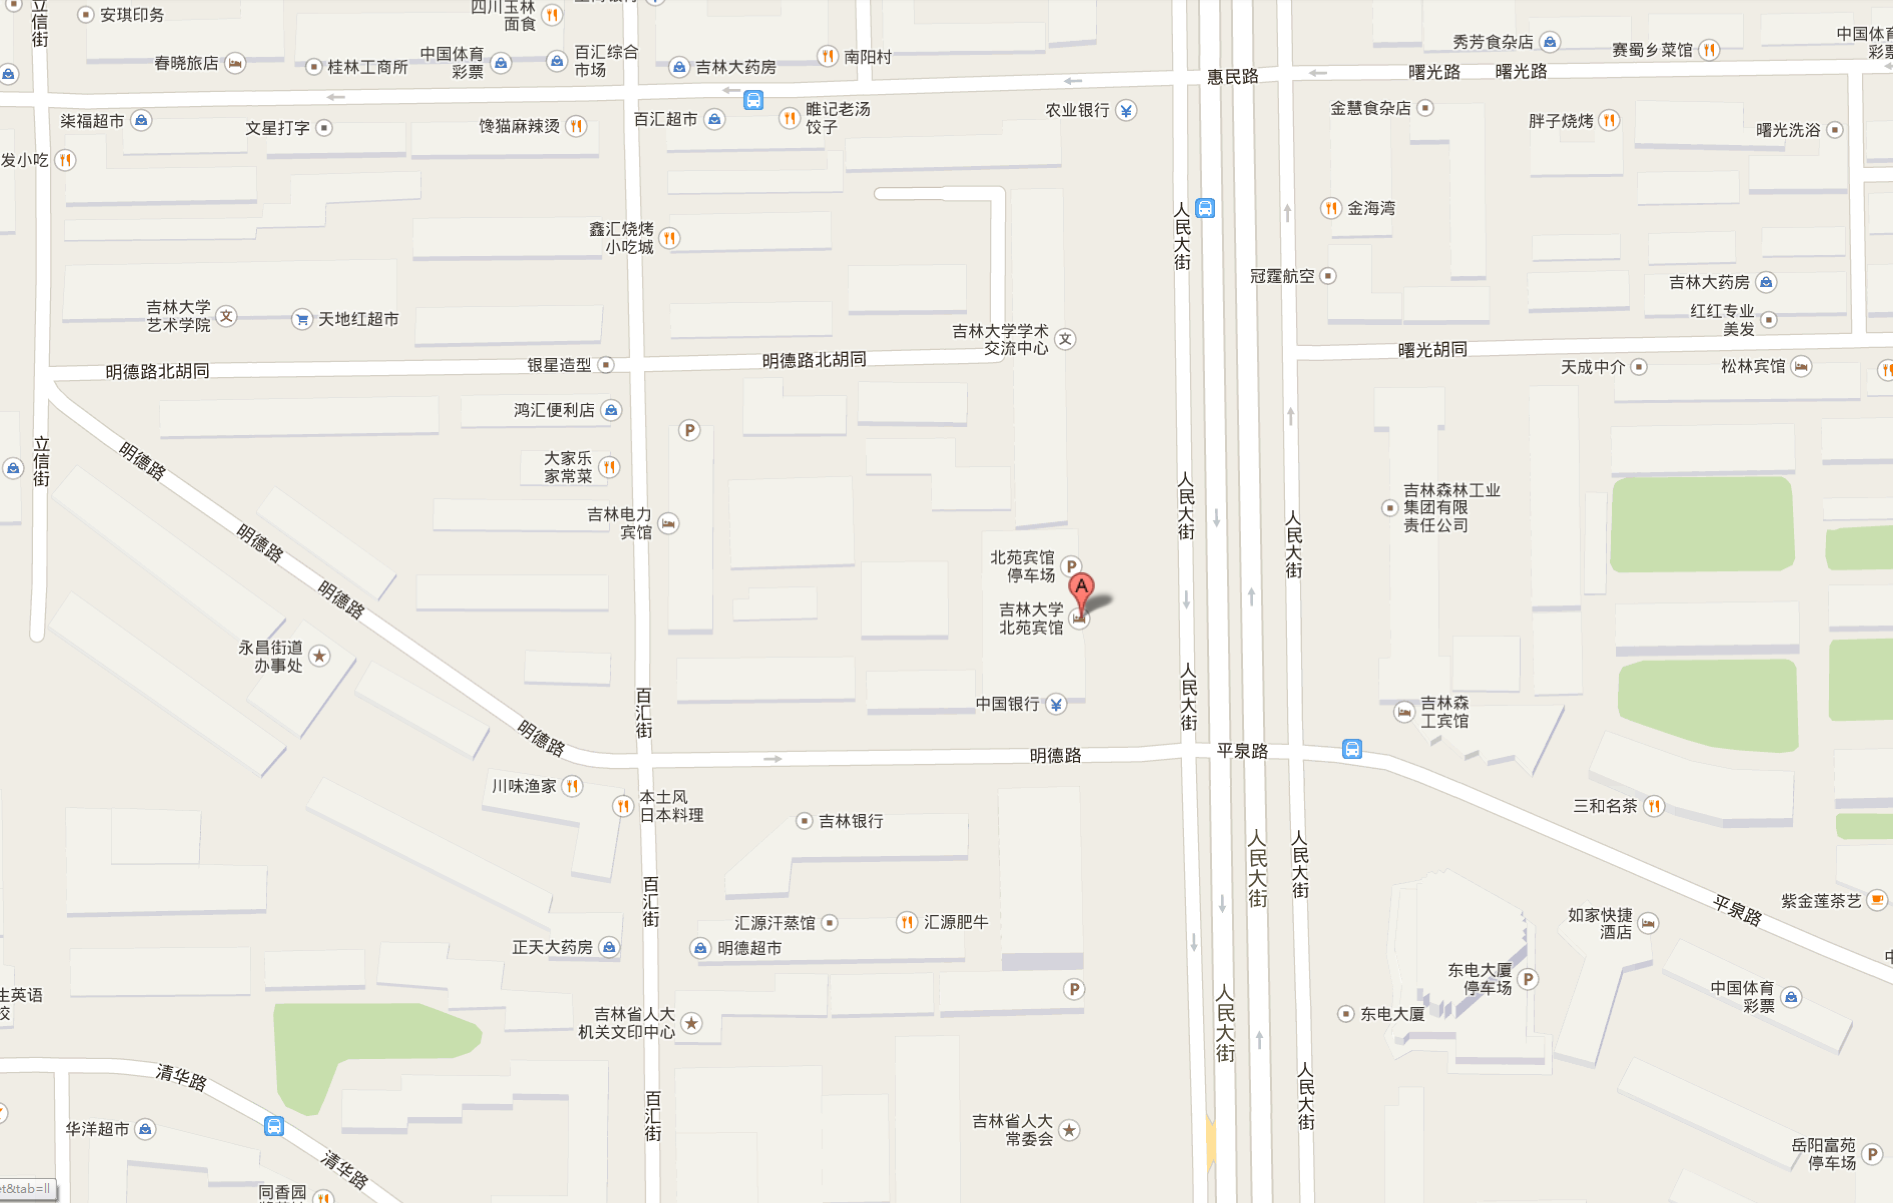 立信街
安琪印务
四川玉林
面食
春晓旅店
桂林工商所
中国体育
彩票
百汇综合
市场
吉林大药房
南阳村
惠民路
曙光路
曙光路
秀芳食杂店
赛蜀乡菜馆
中国体育
彩票
柒福超市
文星打字
馋猫麻辣烫
百汇超市
睢记老汤
饺子
农业银行
金慧食杂店
胖子烧烤
曙光洗浴
发小吃
鑫汇烧烤
小吃城
人民大街
金海湾
冠霆航空
吉林大药房
红红专业
美发
吉林大学
艺术学院
天地红超市
吉林大学学术
交流中心
明德路北胡同
银星造型
明德路北胡同
曙光胡同
天成中介
松林宾馆
鸿汇便利店
立信街
明德路
大家乐
家常菜
吉林电力
宾馆
人民大街
人民大街
吉林森林工业
集团有限
责任公司
明德路
明德路
北苑宾馆
停车场
A
吉林大学
北苑宾馆
永昌街道
办事处
百汇街
人民大街
中国银行
吉林森
工宾馆
明德路
明德路
平泉路
川味渔家
本土风
日本料理
吉林银行
三和名茶
人民大街
人民大街
百汇街
汇源汗蒸馆
汇源肥牛
如家快捷
酒店
平泉路
紫金莲茶艺
正天大药房
明德超市
东电大厦
停车场
中国体育
彩票
生英语
校
吉林省人大
机关文印中心
东电大厦
人民大街
清华路
人民大街
百汇街
华洋超市
吉林省人大
常委会
岳阳富苑
停车场
清华路
同香园
et&tab=ll